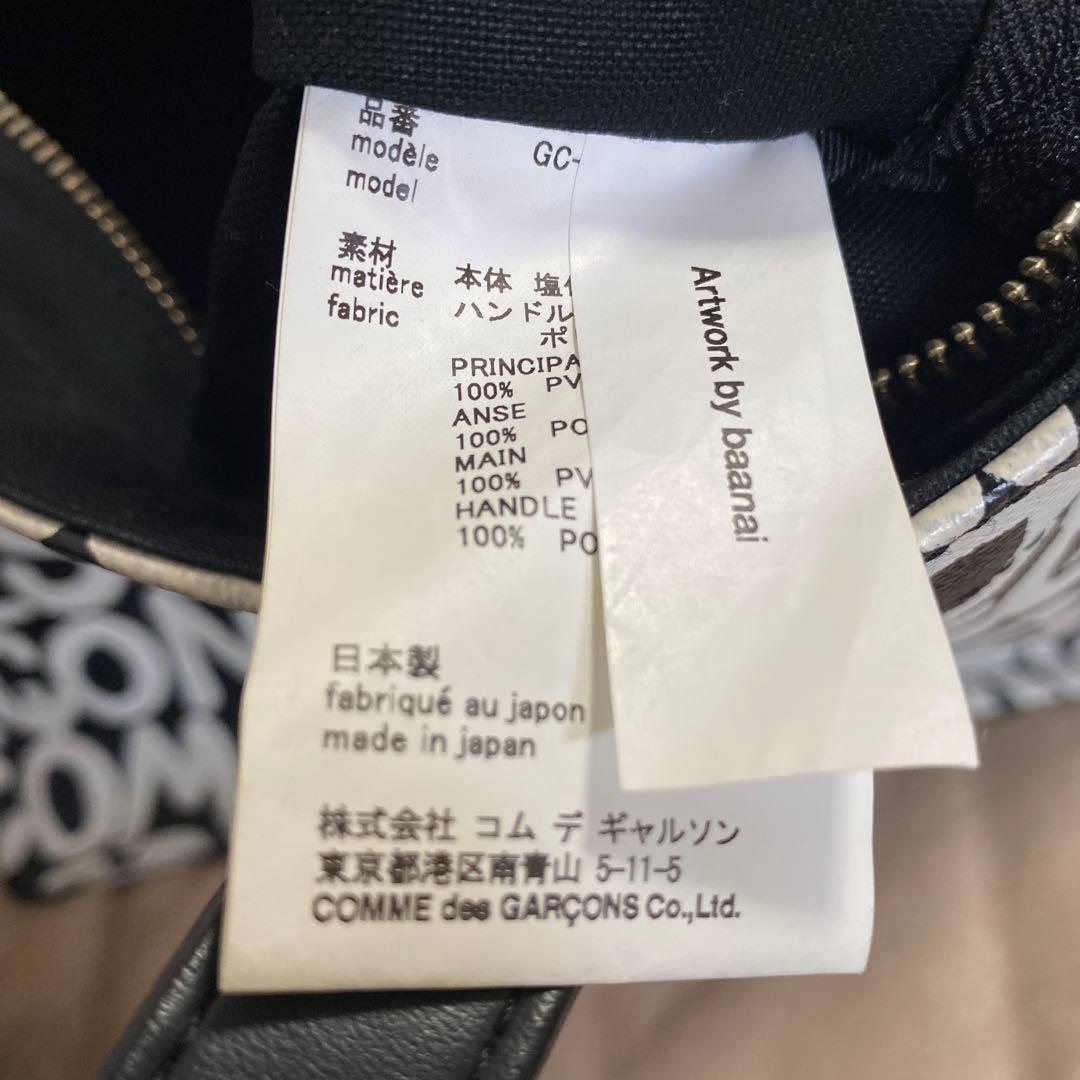 品番
modèle
model
GC-
素材
matière
fabric
本体 塩
ハンドル
ポ
PRINCIPA
100% PV
ANSE
100% PO
MAIN
100% PV
HANDLE
100% PO
日本製
fabriqué au japon
made in japan
株式会社 コム デ ギャルソン
東京都港区南青山 5-11-5
COMME des GARÇONS Co.,Ltd.
Artwork by baanai